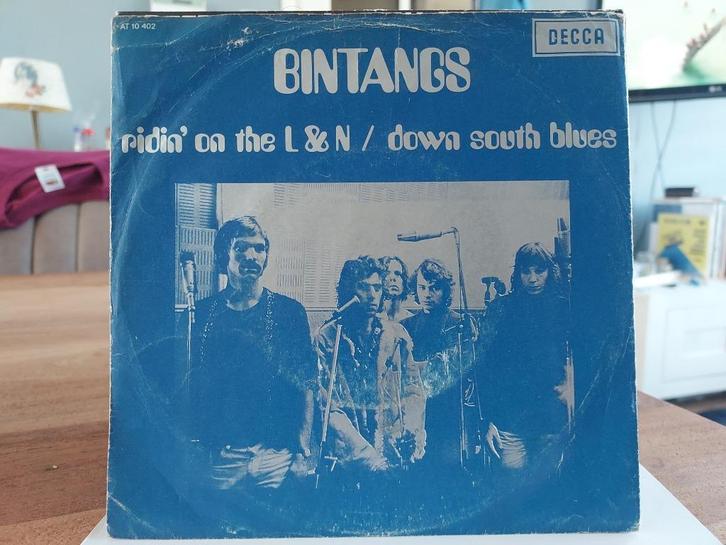 AT 10 402
DECCA
BINTANGS
ridin' on the L & N / down south blues